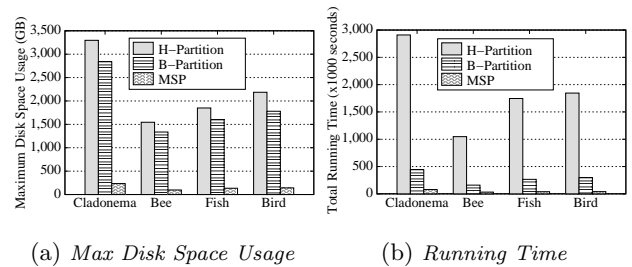 Maximum Disk Space Usage (GB)
3,500
3,000
2,500
2,000
1,500
1,000
500
0
H−Partition
B−Partition
MSP
Cladonema Bee Fish Bird
(a) Max Disk Space Usage
Total Running Time (x1000 seconds)
3,000
2,500
2,000
1,500
1,000
500
0
H−Partition
B−Partition
MSP
Cladonema Bee Fish Bird
(b) Running Time